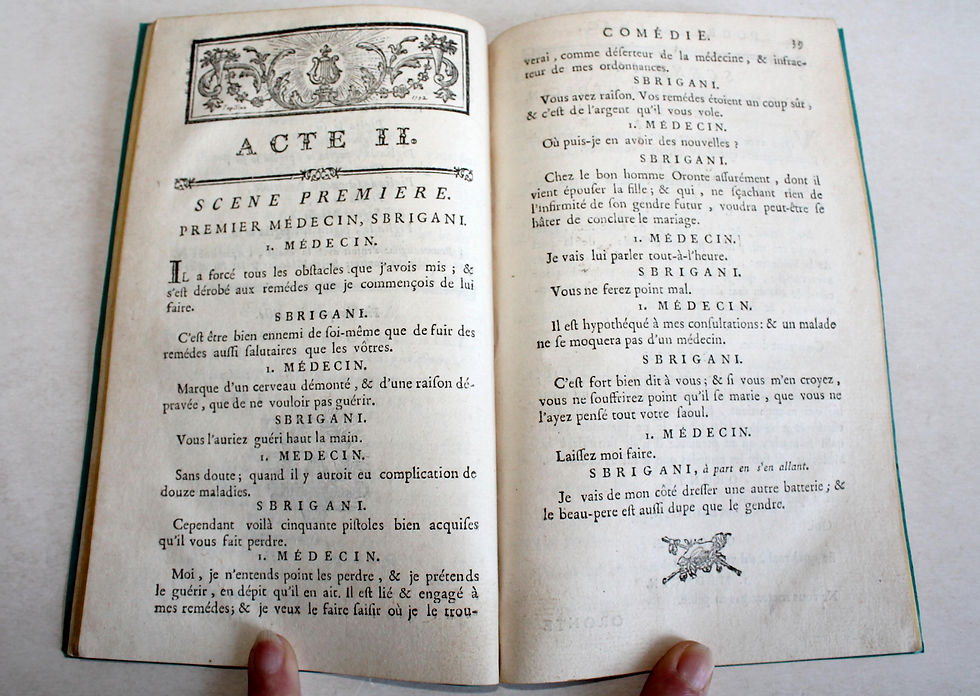 Papillon 1752
ACTE II.
SCENE PREMIERE.
PREMIER MÉDECIN, SBRIGANI.
1. MÉDECIN.
IL a forcé tous les obſtacles que j'avois mis ; &
s'eſt dérobé aux remédes que je commençois de lui
faire.
SBRIGANI.
C'eſt être bien ennemi de ſoi-même que de fuir des
remédes auſſi ſalutaires que les vôtres.
1. MÉDECIN.
Marque d'un cerveau démonté, & d'une raiſon dé-
pravée, que de ne vouloir pas guérir.
SBRIGANI.
Vous l'auriez guéri haut la main.
1. MEDECIN.
Sans doute ; quand il y auroit eu complication de
douze maladies.
SBRIGANI.
Cependant voilà cinquante piſtoles bien acquiſes
qu'il vous fait perdre.
1. MÉDECIN.
Moi, je n'entends point les perdre, & je prétends
le guérir, en dépit qu'il en ait. Il eſt lié & engagé à
mes remédes; & je veux le faire ſaiſir où je le trou-
COMÉDIE. 39
verai, comme déſerteur de la médecine, & infrac-
teur de mes ordonnances.
SBRIGANI.
Vous avez raiſon. Vos remédes étoient un coup sûr,
& c'eſt de l'argent qu'il vous vole.
1. MÉDECIN.
Où puis-je en avoir des nouvelles ?
SBRIGANI.
Chez le bon homme Oronte aſſurément, dont il
vient épouſer la fille ; & qui, ne ſçachant rien de
l'infirmité de ſon gendre futur, voudra peut-être ſe
hâter de conclure le mariage.
1. MÉDECIN.
Je vais lui parler tout-à-l'heure.
SBRIGANI.
Vous ne ferez point mal.
1. MÉDECIN.
Il eſt hypothéqué à mes conſultations: & un malade
ne ſe moquera pas d'un médecin.
SBRIGANI.
C'eſt fort bien dit à vous ; & ſi vous m'en croyez,
vous ne ſouffrirez point qu'il ſe marie, que vous ne
l'ayez penſé tout votre ſaoul.
1. MÉDECIN.
Laiſſez moi faire.
SBRIGANI, à part en s'en allant.
Je vais de mon côté dreſſer une autre batterie ; &
le beau-pere eſt auſſi dupe que le gendre.